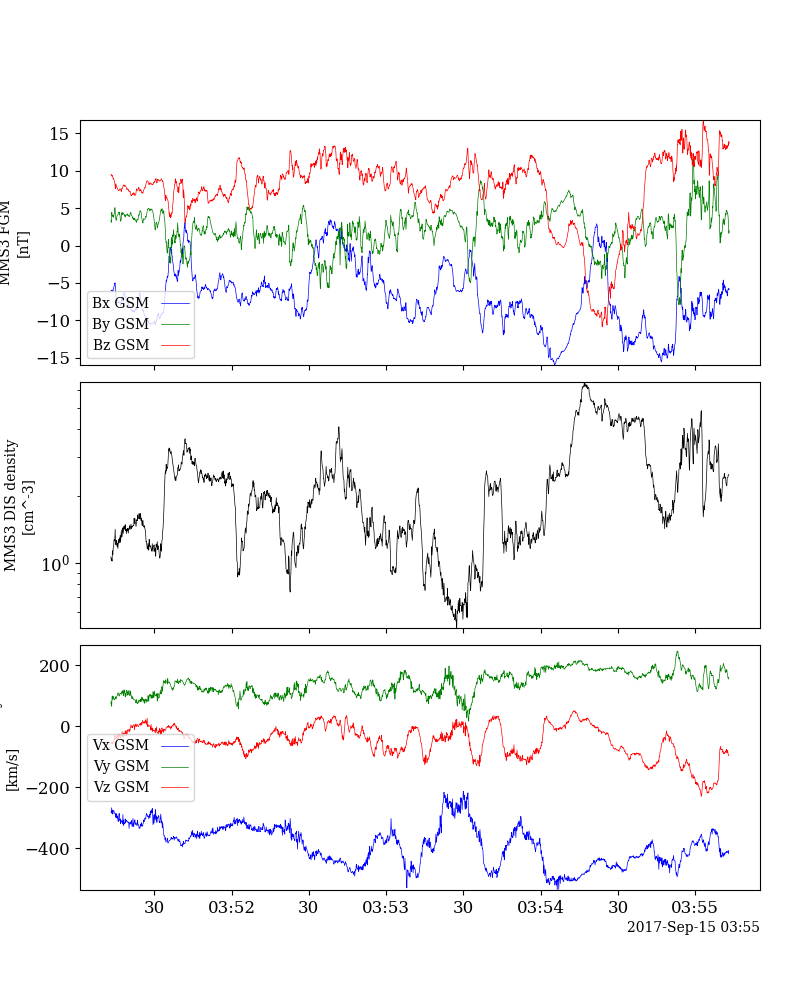 15
10
5
0
−5
−10
−15
MMS3 FGM
[nT]
Bx GSM
By GSM
Bz GSM
10^0
MMS3 DIS density
[cm^-3]
200
0
−200
−400
[km/s]
Vx GSM
Vy GSM
Vz GSM
30 03:52 30 03:53 30 03:54 30 03:55
2017-Sep-15 03:55